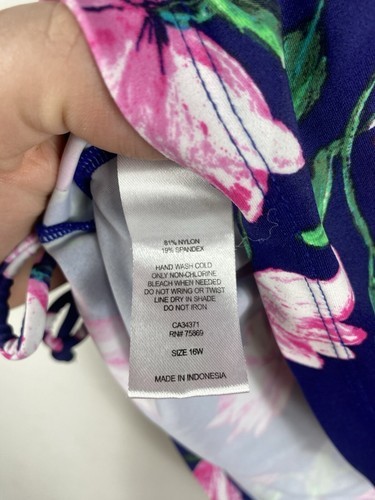 81% NYLON
19% SPANDEX
HAND WASH COLD
ONLY NON-CHLORINE
BLEACH WHEN NEEDED
DO NOT WRING OR TWIST
LINE DRY IN SHADE
DO NOT IRON
CA34371
RN# 75869
SIZE 16W
MADE IN INDONESIA